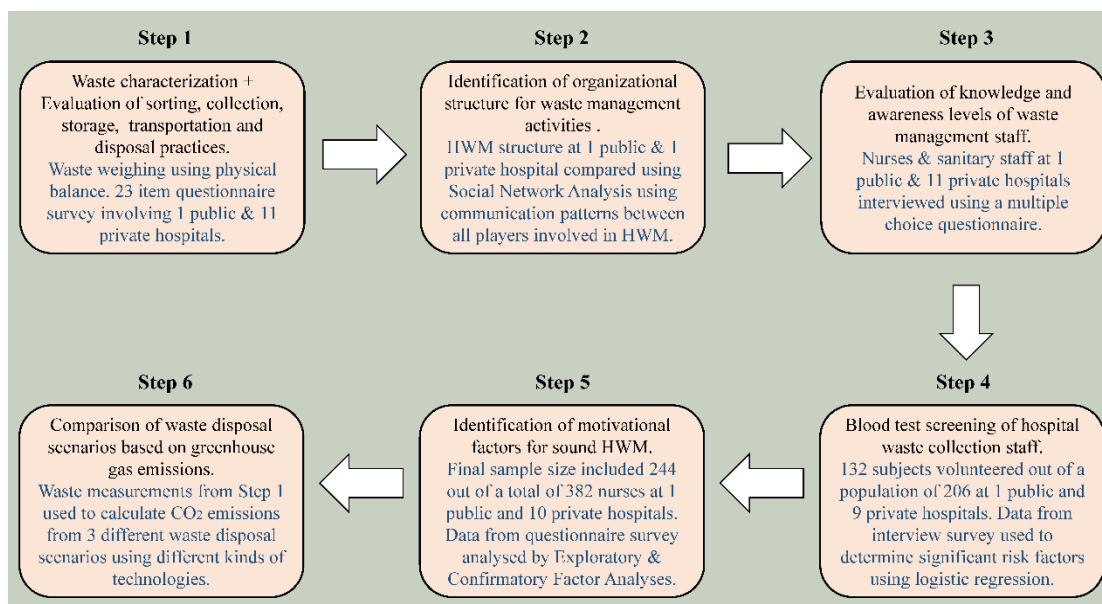 Step 1
Waste characterization +
Evaluation of sorting, collection,
storage, transportation and
disposal practices.
Waste weighing using physical
balance. 23 item questionnaire
survey involving 1 public & 11
private hospitals.
Step 2
Identification of organizational
structure for waste management
activities .
HWM structure at 1 public & 1
private hospital compared using
Social Network Analysis using
communication patterns between
all players involved in HWM.
Step 3
Evaluation of knowledge and
awareness levels of waste
management staff.
Nurses & sanitary staff at 1
public & 11 private hospitals
interviewed using a multiple
choice questionnaire.
Step 4
Blood test screening of hospital
waste collection staff.
132 subjects volunteered out of a
population of 206 at 1 public and
9 private hospitals. Data from
interview survey used to
determine significant risk factors
using logistic regression.
Step 5
Identification of motivational
factors for sound HWM.
Final sample size included 244
out of a total of 382 nurses at 1
public and 10 private hospitals.
Data from questionnaire survey
analysed by Exploratory &
Confirmatory Factor Analyses.
Step 6
Comparison of waste disposal
scenarios based on greenhouse
gas emissions.
Waste measurements from Step 1
used to calculate CO₂ emissions
from 3 different waste disposal
scenarios using different kinds of
technologies.